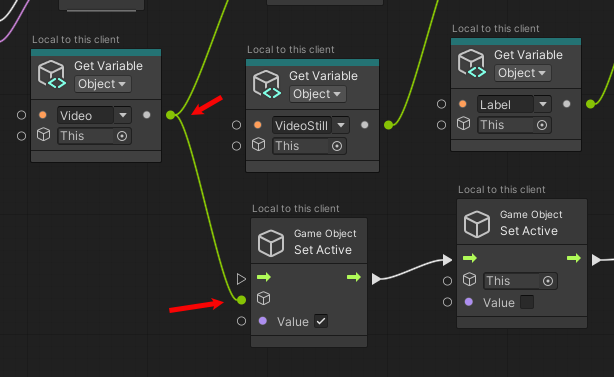 Local to this client
Get Variable
Object
Video
This
Local to this client
Get Variable
Object
VideoStill
This
Local to this client
Get Variable
Object
Label
This
Local to this client
Game Object
Set Active
Value
Local to this client
Game Object
Set Active
This
Value